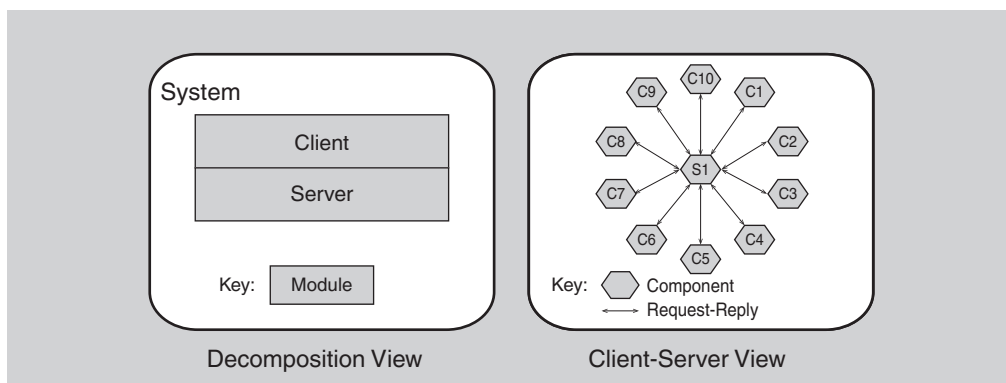 System
Client
Server
Key: Module
Decomposition View
C10
C9
C1
C8
C2
S1
C7
C3
C6
C4
C5
Key: Component
Request-Reply
Client-Server View